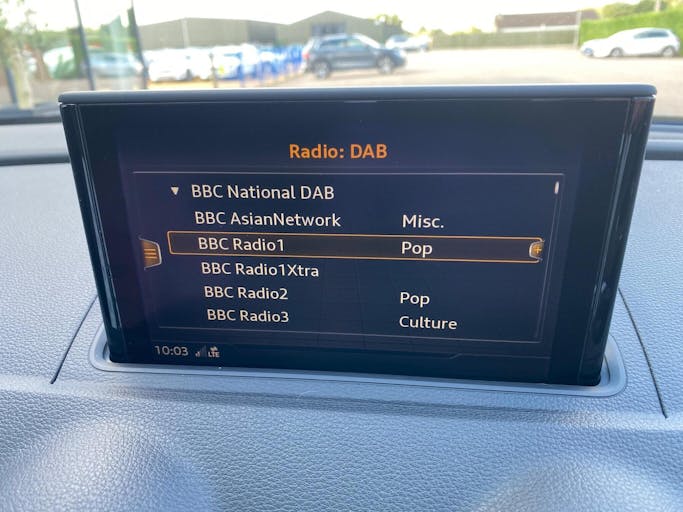 Radio: DAB
BBC National DAB
BBC AsianNetwork Misc.
BBC Radio1 Pop
BBC Radio1Xtra
BBC Radio2 Pop
BBC Radio3 Culture
10:03 LTE